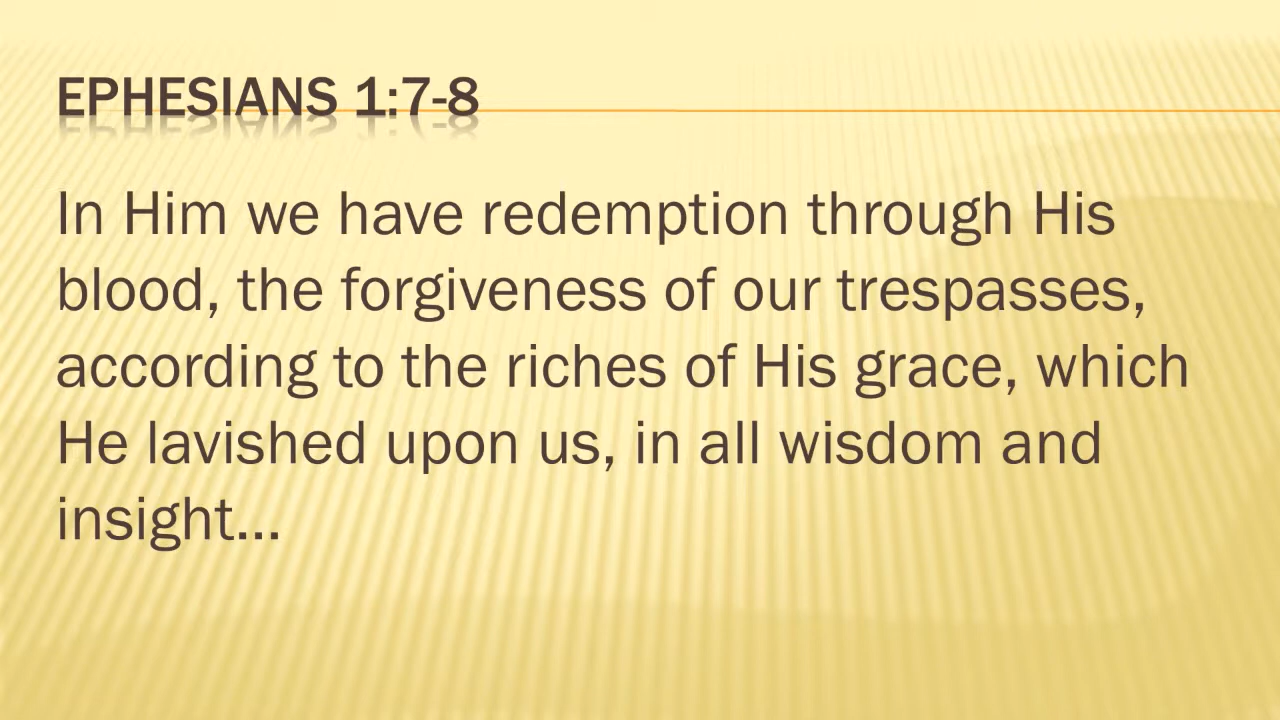 EPHESIANS 1:7-8
In Him we have redemption through His
blood, the forgiveness of our trespasses,
according to the riches of His grace, which
He lavished upon us, in all wisdom and
insight...